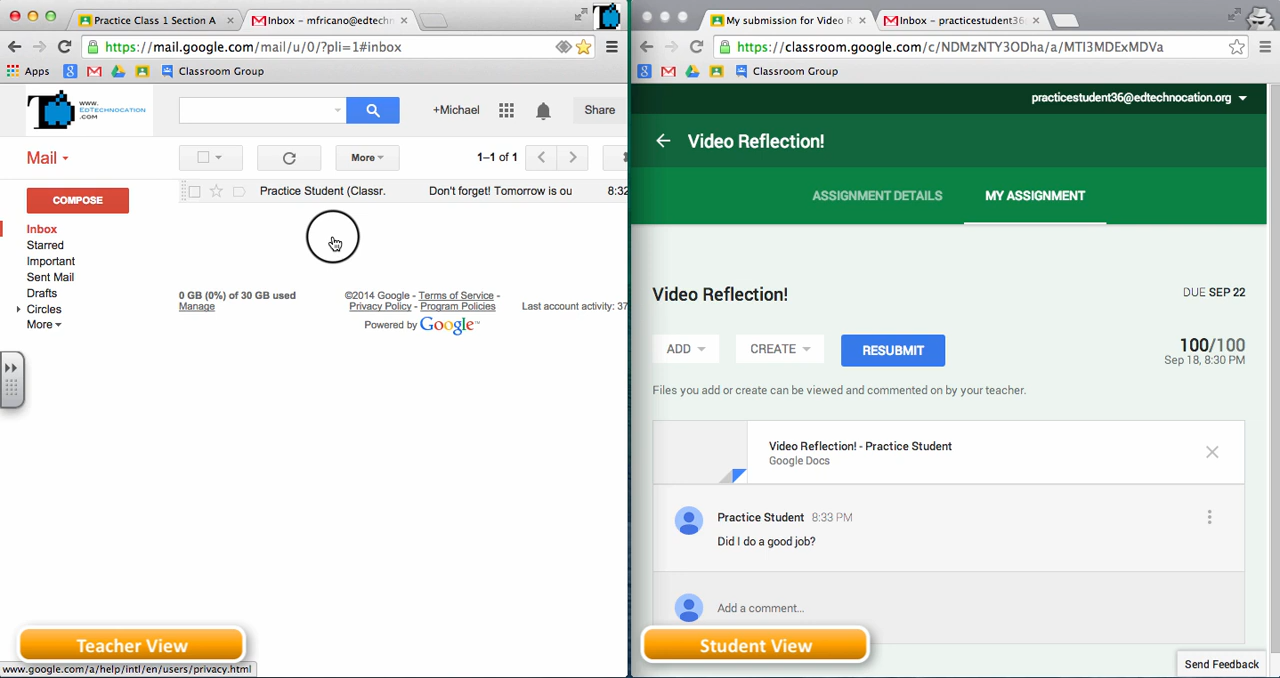 Practice Class 1 Section A
Inbox - mfricano@edtechn
https://mail.google.com/mail/u/0/?pli=1#inbox
Apps
Classroom Group
www.
EDTECHNOCATION
.COM
+Michael
Share
Mail
More
1–1 of 1
COMPOSE
Practice Student (Classr.
Don't forget! Tomorrow is ou
8:32
Inbox
Starred
Important
Sent Mail
Drafts
Circles
More
0 GB (0%) of 30 GB used
Manage
©2014 Google - Terms of Service -
Privacy Policy - Program Policies
Powered by Google™
Last account activity: 37
Teacher View
www.google.com/a/help/intl/en/users/privacy.html
My submission for Video R
Inbox - practicestudent36
https://classroom.google.com/c/NDMzNTY3ODha/a/MTI3MDExMDVa
Classroom Group
practicestudent36@edtechnocation.org
Video Reflection!
ASSIGNMENT DETAILS
MY ASSIGNMENT
Video Reflection!
DUE SEP 22
ADD
CREATE
RESUBMIT
100/100
Sep 18, 8:30 PM
Files you add or create can be viewed and commented on by your teacher.
Video Reflection! - Practice Student
Google Docs
Practice Student 8:33 PM
Did I do a good job?
Add a comment...
Student View
Send Feedback